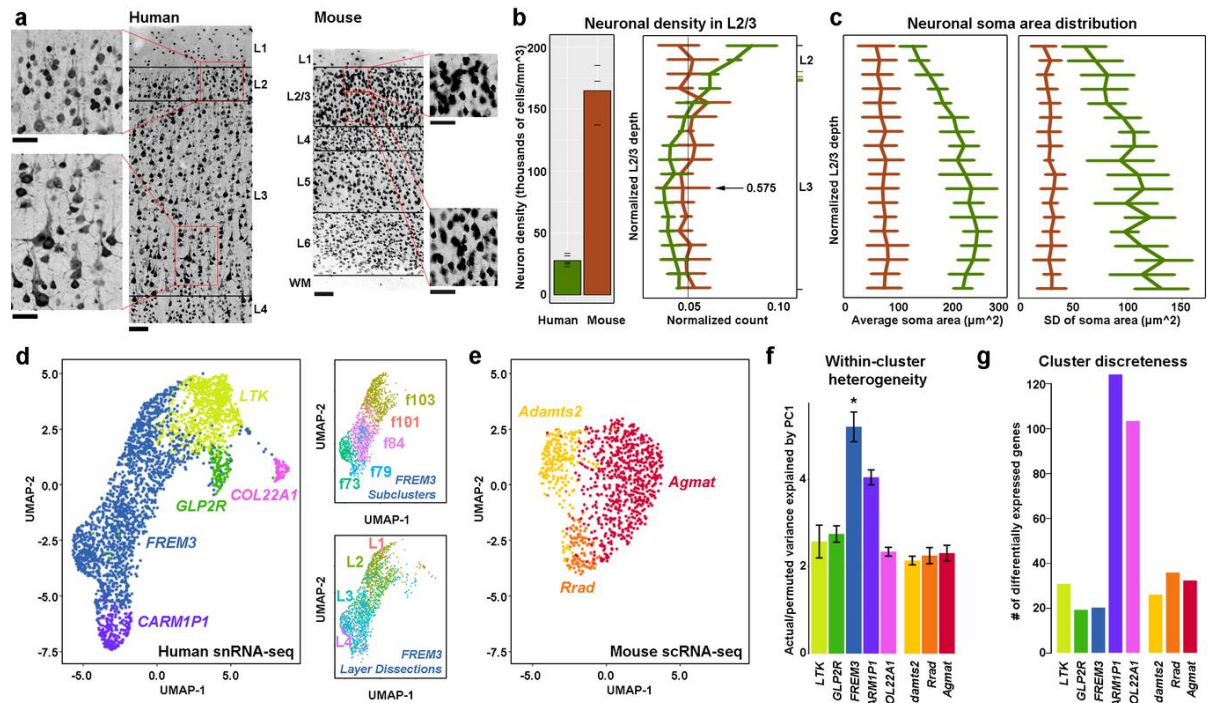 a
Human
Mouse
L1
L2
L3
L4
L1
L2/3
L4
L5
L6
WM
b
Neuronal density in L2/3
Neuron density (thousands of cells/mm^3)
200
150
100
50
0
Human Mouse
Normalized L2/3 depth
L2
L3
0.575
0.05 0.10
Normalized count
c
Neuronal soma area distribution
Normalized L2/3 depth
0 100 200 300
Average soma area (µm^2)
0 50 100 150
SD of soma area (µm^2)
d
UMAP-2
5.0
2.5
0.0
-2.5
-5.0
-7.5
LTK
GLP2R
COL22A1
FREM3
CARM1P1
Human snRNA-seq
-5.0 0.0 5.0
UMAP-1
UMAP-2
f103
f101
f84
f79
f73
FREM3
Subclusters
UMAP-1
UMAP-2
L1
L2
L3
L4
FREM3
Layer Dissections
UMAP-1
e
UMAP-2
5.0
2.5
0.0
-2.5
-5.0
-7.5
Adamts2
Agmat
Rrad
Mouse scRNA-seq
-5.0 0.0 5.0
UMAP-1
f
Within-cluster
heterogeneity
Actual/permuted variance explained by PC1
4
2
0
*
LTK
GLP2R
FREM3
ARM1P1
OL22A1
damts2
Rrad
Agmat
g
Cluster discreteness
# of differentially expressed genes
120
100
80
60
40
20
0
LTK
GLP2R
FREM3
ARM1P1
OL22A1
damts2
Rrad
Agmat